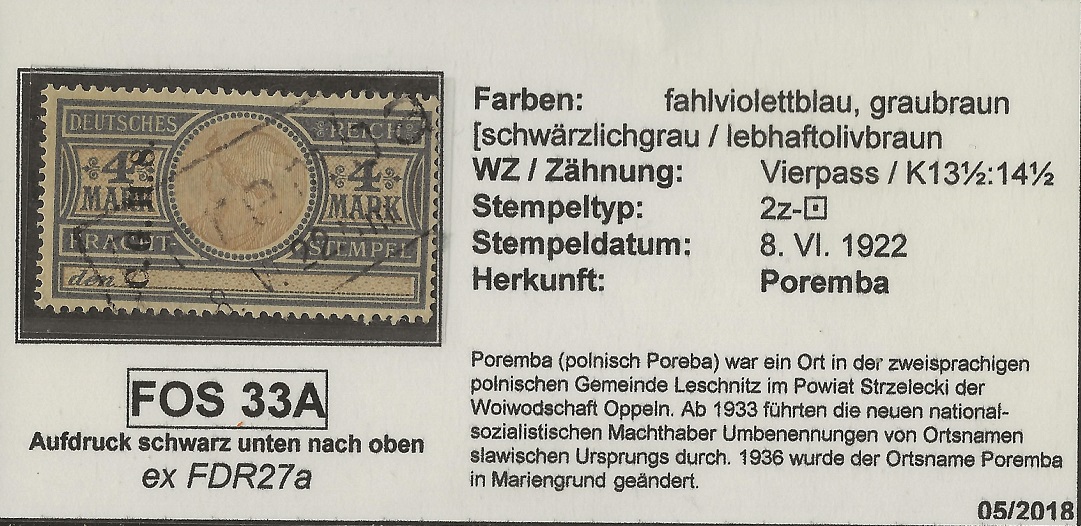 DEUTSCHES REICH
4 4
MARK MARK
FRACHT- STEMPEL
den
8. VI. 22
FOS 33A
Aufdruck schwarz unten nach oben
ex FDR27a
Farben: fahlviolettblau, graubraun
[schwärzlichgrau / lebhaftolivbraun
WZ / Zähnung: Vierpass / K13½:14½
Stempeltyp: 2z-⊡
Stempeldatum: 8. VI. 1922
Herkunft: Poremba
Poremba (polnisch Poreba) war ein Ort in der zweisprachigen
polnischen Gemeinde Leschnitz im Powiat Strzelecki der
Woiwodschaft Oppeln. Ab 1933 führten die neuen national-
sozialistischen Machthaber Umbenennungen von Ortsnamen
slawischen Ursprungs durch. 1936 wurde der Ortsname Poremba
in Mariengrund geändert.
05/2018